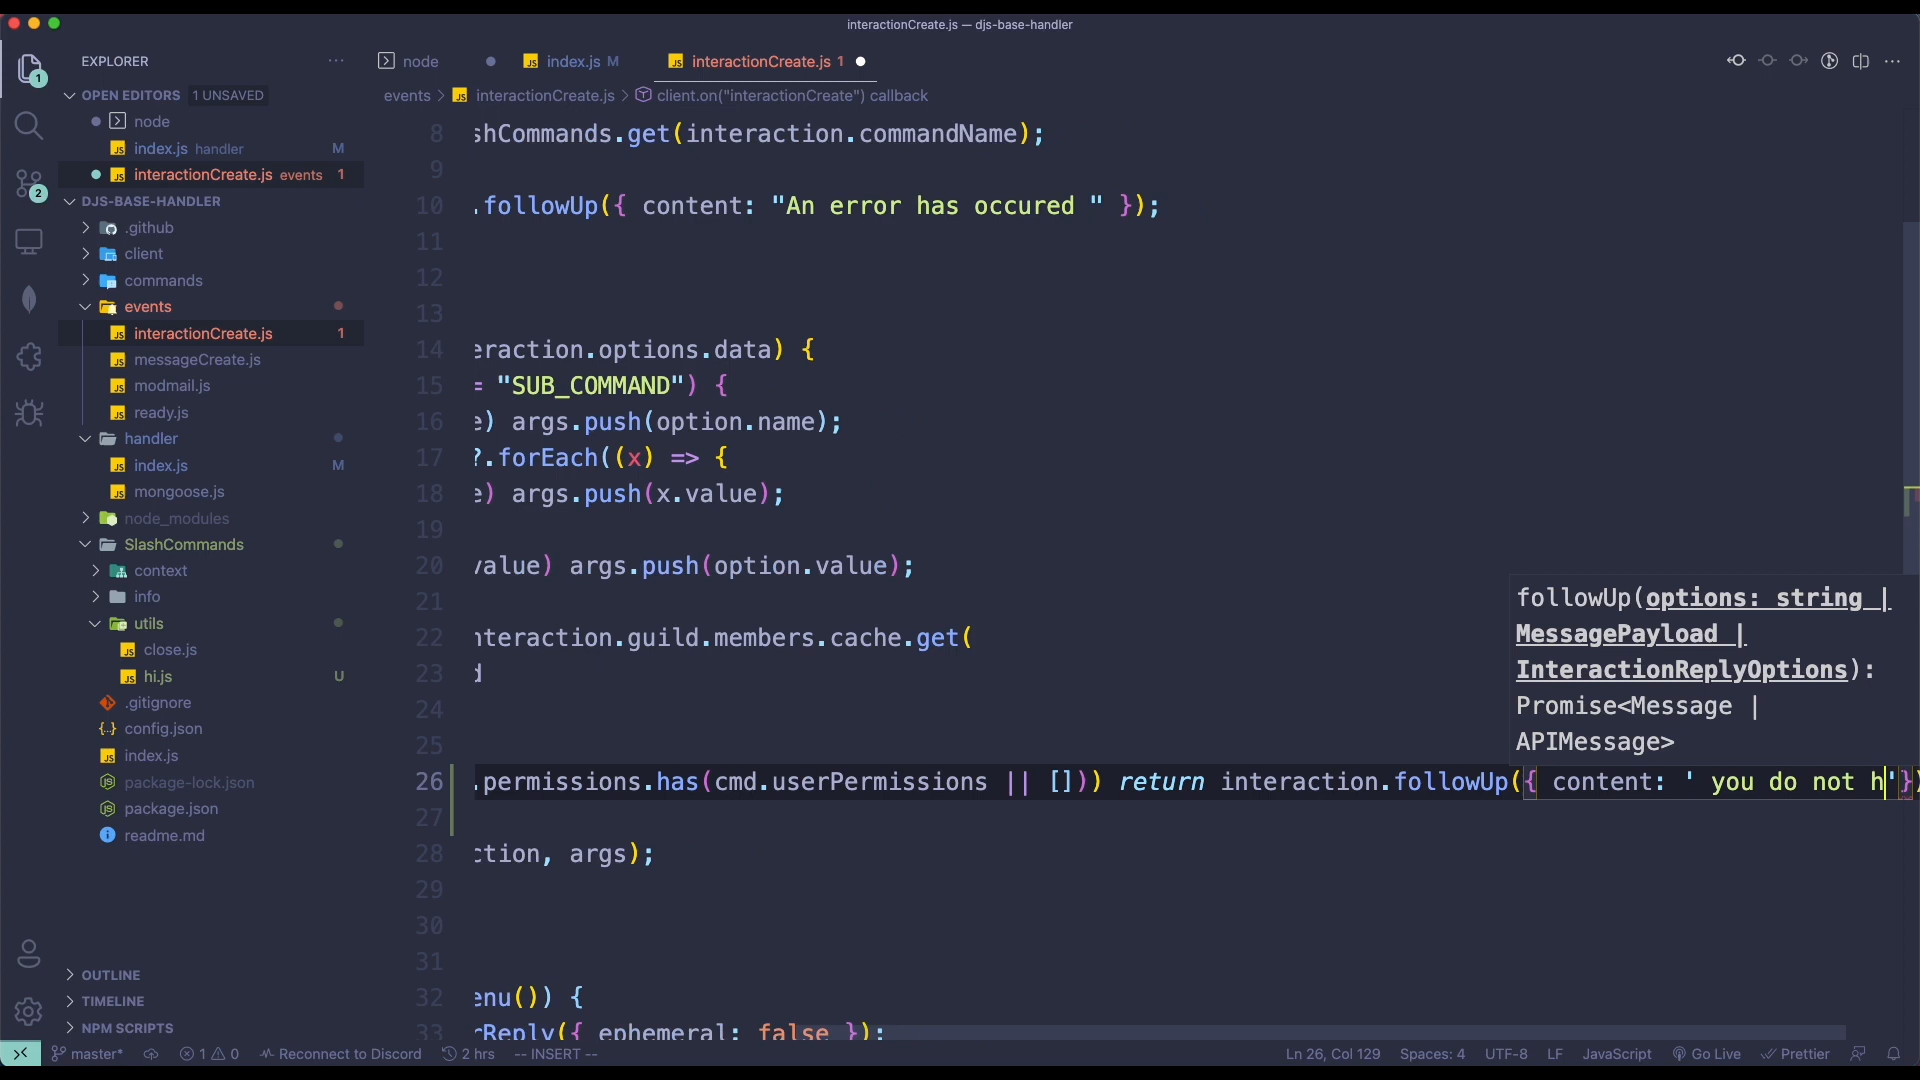 interactionCreate.js — djs-base-handler
EXPLORER
node
index.js M
interactionCreate.js 1
OPEN EDITORS 1 UNSAVED
events > interactionCreate.js > client.on("interactionCreate") callback
node
index.js handler M
interactionCreate.js events 1
DJS-BASE-HANDLER
.github
client
commands
events
interactionCreate.js 1
messageCreate.js
modmail.js
ready.js
handler
index.js M
mongoose.js
node_modules
SlashCommands
context
info
utils
close.js
hi.js U
.gitignore
config.json
index.js
package-lock.json
package.json
readme.md
OUTLINE
TIMELINE
NPM SCRIPTS
1
2
8 shCommands.get(interaction.commandName);
9
10 .followUp({ content: "An error has occured " });
11
12
13
14 eraction.options.data) {
15 = "SUB_COMMAND") {
16 e) args.push(option.name);
17 ?.forEach((x) => {
18 e) args.push(x.value);
19
20 value) args.push(option.value);
21
22 nteraction.guild.members.cache.get(
23 d
24
25
26 .permissions.has(cmd.userPermissions || [])) return interaction.followUp({ content: ' you do not h'})
27
28 ction, args);
29
30
31
32 enu()) {
33 rReply({ ephemeral: false });
followUp(options: string |
MessagePayload |
InteractionReplyOptions):
Promise<Message |
APIMessage>
master* 1 0 Reconnect to Discord 2 hrs -- INSERT -- Ln 26, Col 129 Spaces: 4 UTF-8 LF JavaScript Go Live Prettier